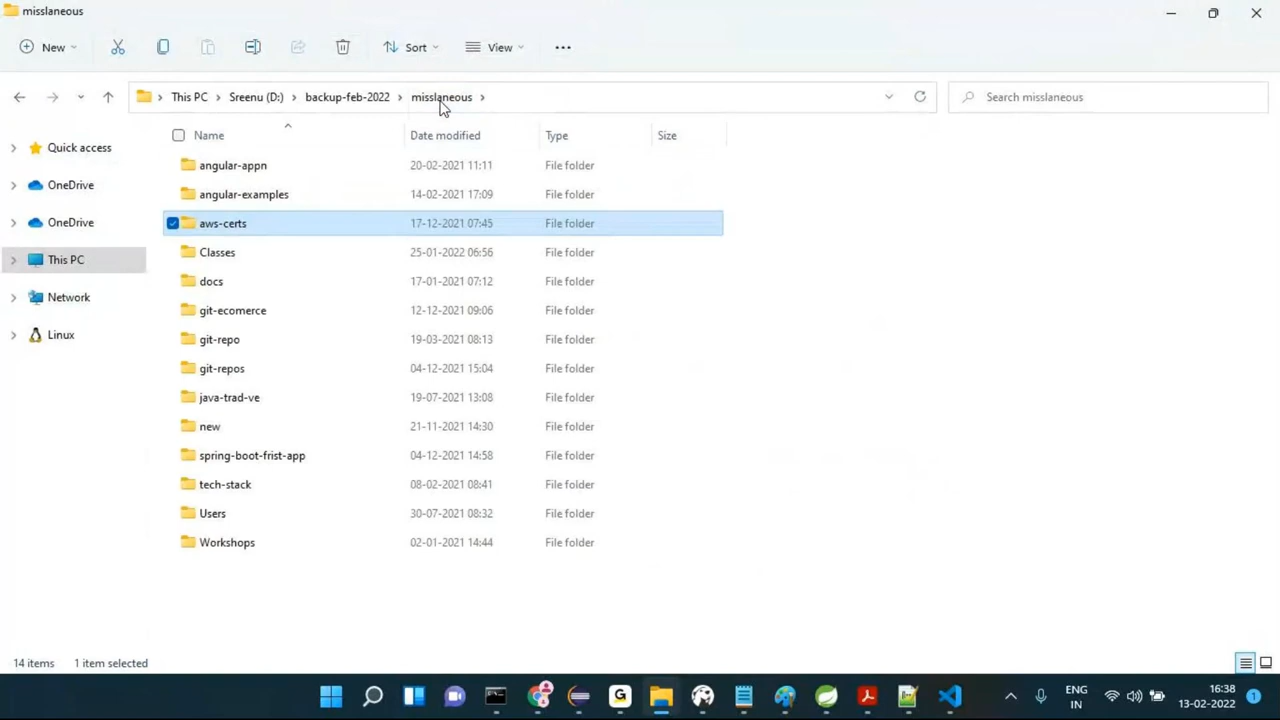 misslaneous
New
Sort
View
This PC
Sreenu (D:)
backup-feb-2022
misslaneous
Search misslaneous
Name
Date modified
Type
Size
Quick access
OneDrive
OneDrive
This PC
Network
Linux
angular-appn 20-02-2021 11:11 File folder
angular-examples 14-02-2021 17:09 File folder
aws-certs 17-12-2021 07:45 File folder
Classes 25-01-2022 06:56 File folder
docs 17-01-2021 07:12 File folder
git-ecomerce 12-12-2021 09:06 File folder
git-repo 19-03-2021 08:13 File folder
git-repos 04-12-2021 15:04 File folder
java-trad-ve 19-07-2021 13:08 File folder
new 21-11-2021 14:30 File folder
spring-boot-frist-app 04-12-2021 14:58 File folder
tech-stack 08-02-2021 08:41 File folder
Users 30-07-2021 08:32 File folder
Workshops 02-01-2021 14:44 File folder
14 items 1 item selected
G
ENG
IN
16:38
13-02-2022
1